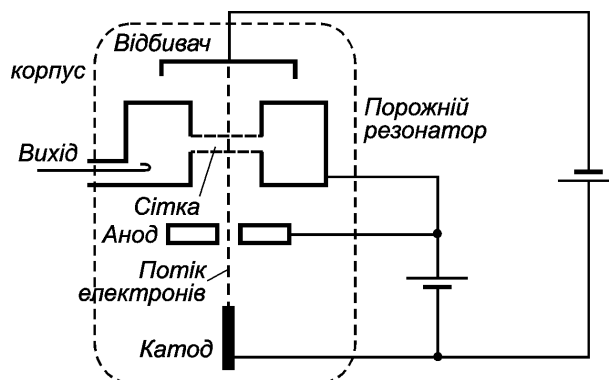 Відбивач
корпус
Порожній
резонатор
Вихід
Сітка
Анод
Потік
електронів
Катод